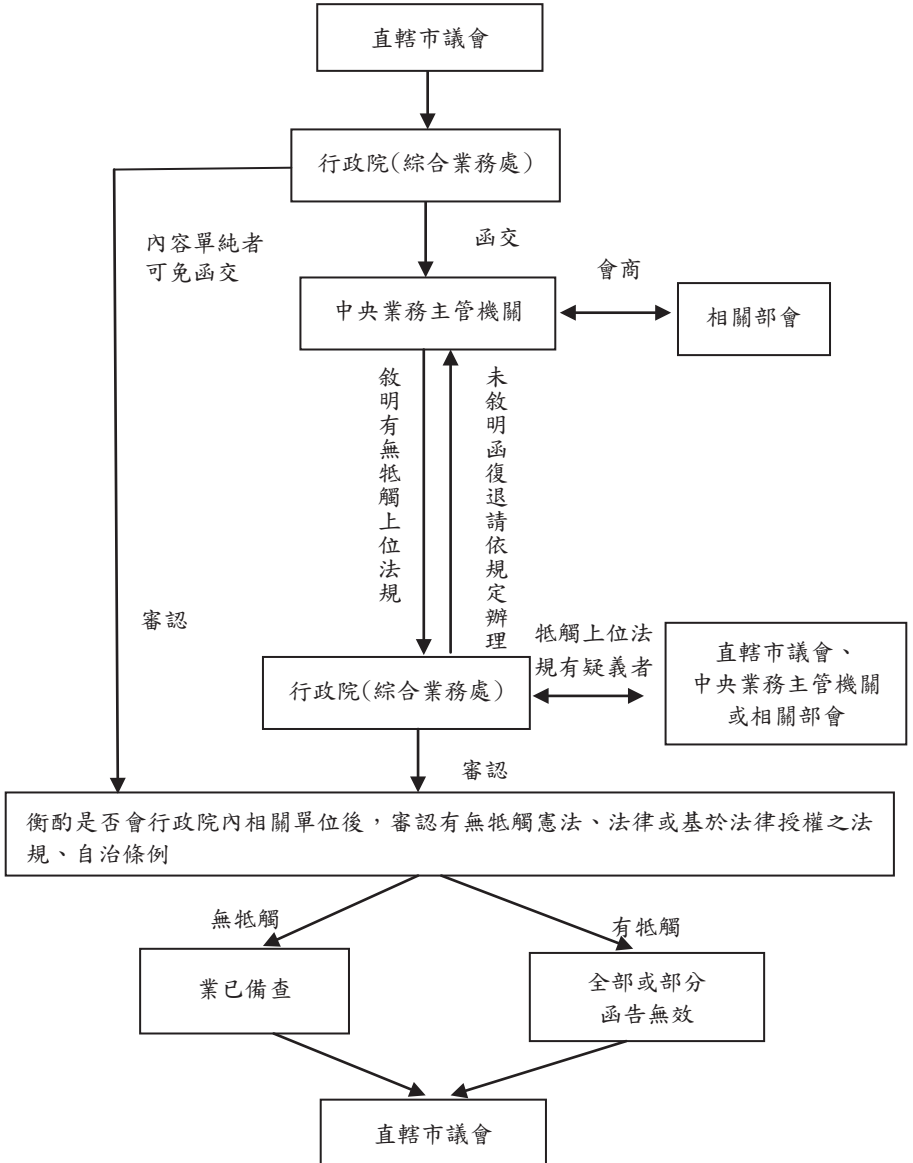 直轄市議會
行政院(綜合業務處)
內容單純者
可免函交
函交
中央業務主管機關
會商
相關部會
敘明有無牴觸上位法規
未敘明函復退請依規定辦理
審認
行政院(綜合業務處)
牴觸上位法
規有疑義者
直轄市議會、
中央業務主管機關
或相關部會
審認
衡酌是否會行政院內相關單位後，審認有無牴觸憲法、法律或基於法律授權之法
規、自治條例
無牴觸
有牴觸
業已備查
全部或部分
函告無效
直轄市議會